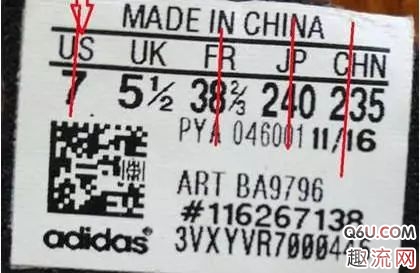 MADE IN CHINA
US UK FR JP CHN
7 5½ 38⅔ 240 235
PYA 046001 11/16
ART BA9796
#116267138
adidas 3VXYVR7000445
Q6U.COM
趣流网